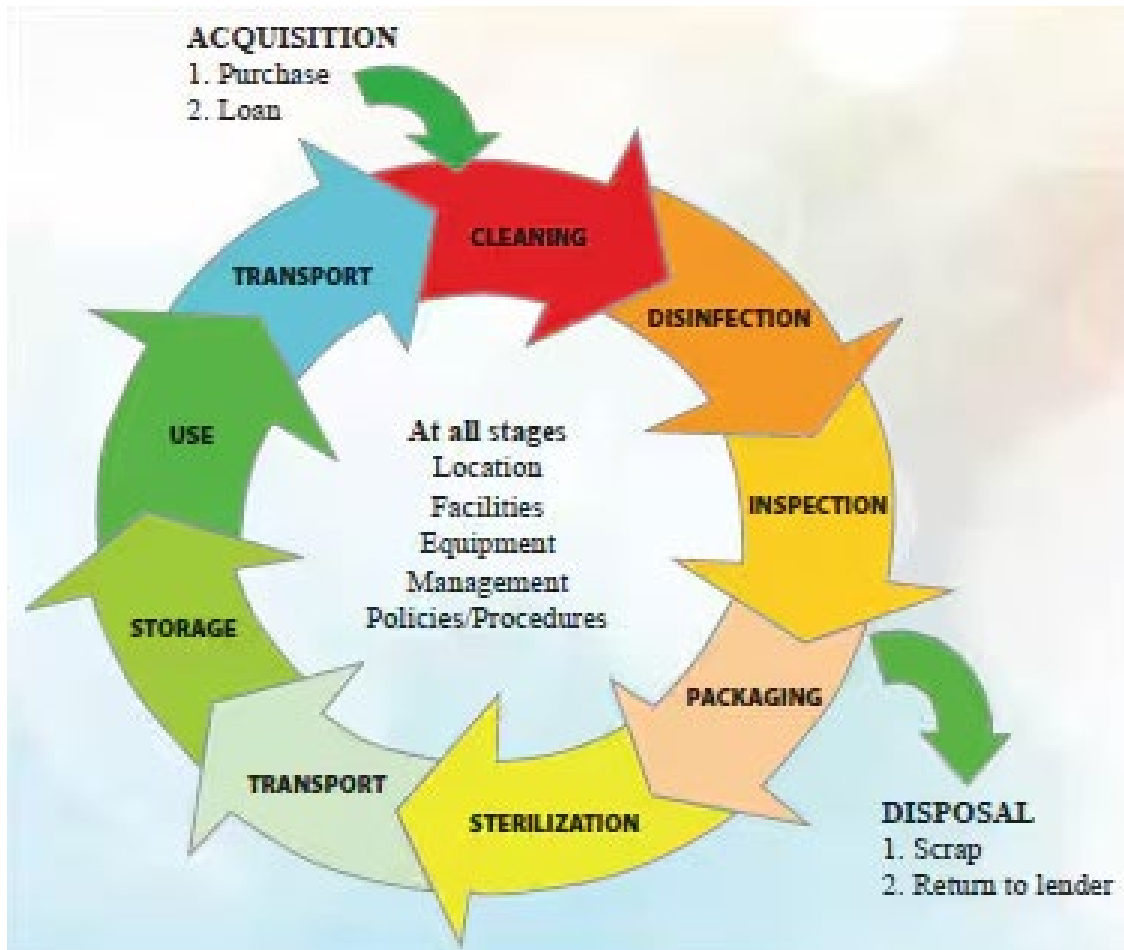 ACQUISITION
1. Purchase
2. Loan
CLEANING
TRANSPORT
DISINFECTION
USE
At all stages
Location
Facilities
Equipment
Management
Policies/Procedures
INSPECTION
STORAGE
PACKAGING
TRANSPORT
STERILIZATION
DISPOSAL
1. Scrap
2. Return to lender